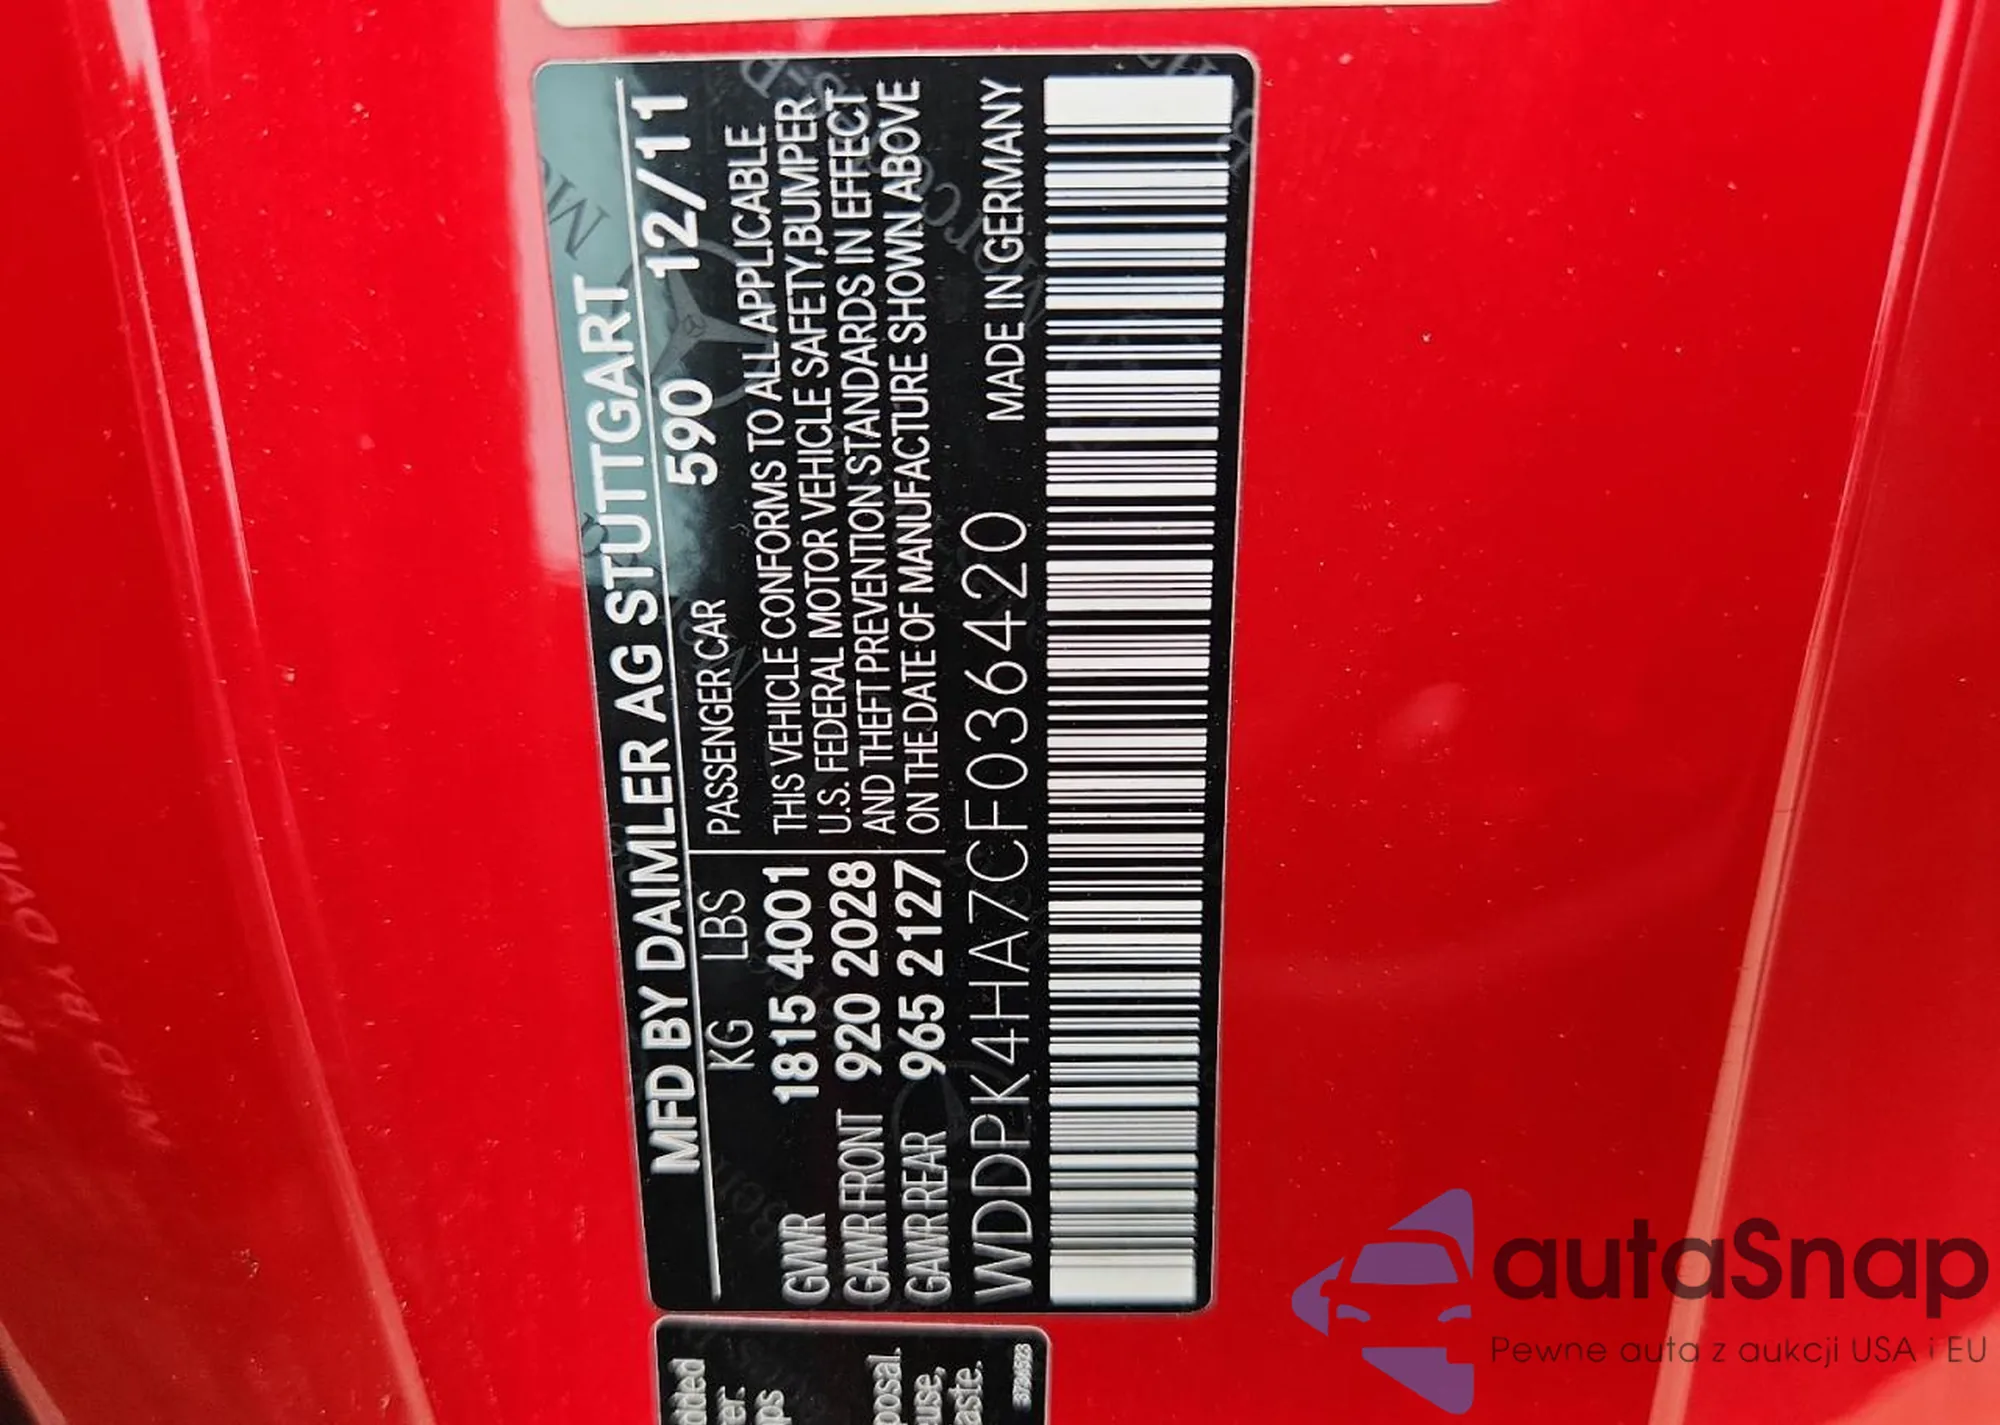 MFD BY DAIMLER AG STUTTGART
590 12/11
KG LBS
PASSENGER CAR
GVWR 1815 4001
GAWR FRONT 920 2028
GAWR REAR 965 2127
THIS VEHICLE CONFORMS TO ALL APPLICABLE
U.S. FEDERAL MOTOR VEHICLE SAFETY,BUMPER
AND THEFT PREVENTION STANDARDS IN EFFECT
ON THE DATE OF MANUFACTURE SHOWN ABOVE
WDDPK4HA7CF036420
MADE IN GERMANY
posal.
autaSnap
Pewne auta z aukcji USA i EU